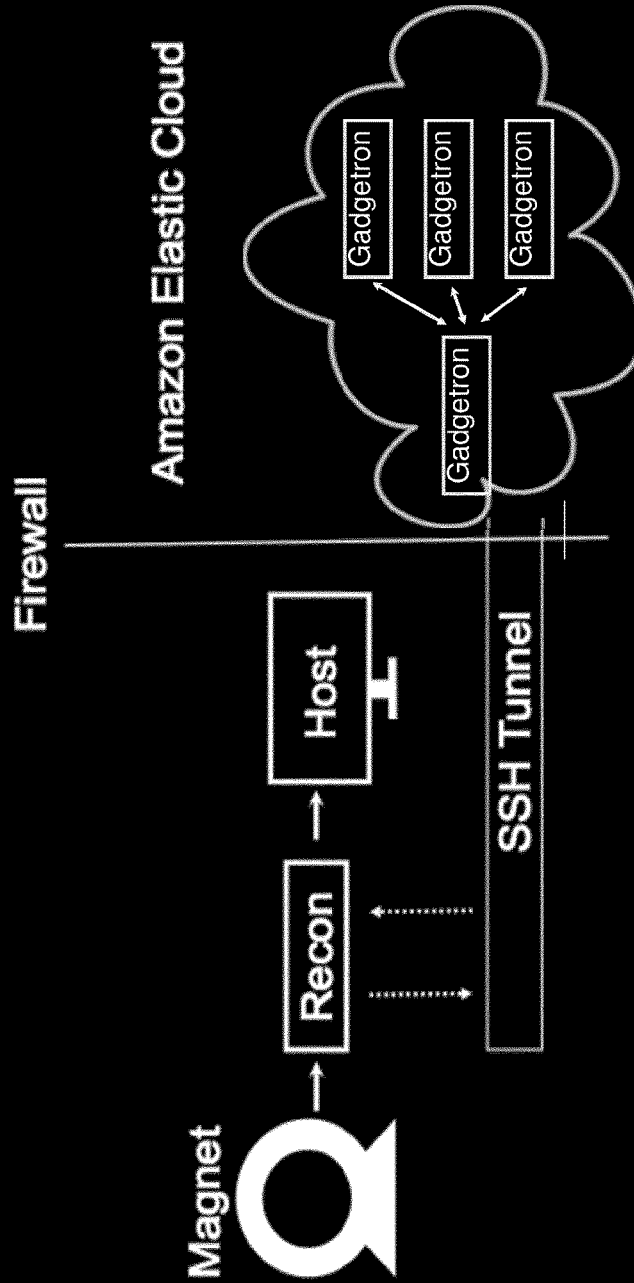 Firewall
Amazon Elastic Cloud
Magnet
Recon
Host
Gadgetron
Gadgetron
Gadgetron
Gadgetron
SSH Tunnel